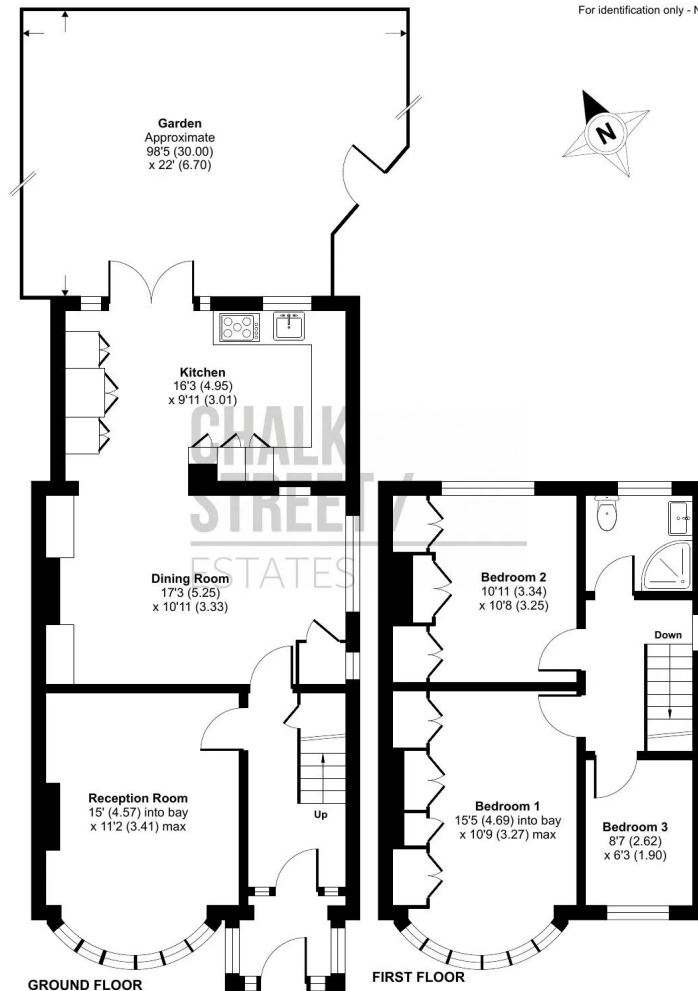 For identification only - N
Garden
Approximate
98'5 (30.00)
x 22' (6.70)
N
Kitchen
16'3 (4.95)
x 9'11 (3.01)
CHALK
STREET /
ESTATES
Dining Room
17'3 (5.25)
x 10'11 (3.33)
Bedroom 2
10'11 (3.34)
x 10'8 (3.25)
Down
Reception Room
15' (4.57) into bay
x 11'2 (3.41) max
Up
Bedroom 1
15'5 (4.69) into bay
x 10'9 (3.27) max
Bedroom 3
8'7 (2.62)
x 6'3 (1.90)
GROUND FLOOR
FIRST FLOOR